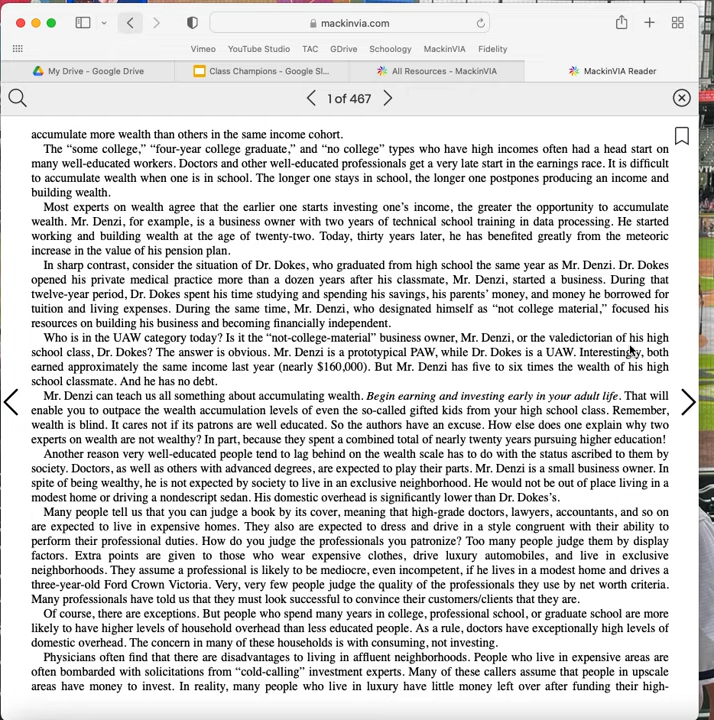 mackinvia.com
Vimeo YouTube Studio TAC GDrive Schoology MackinVIA Fidelity
My Drive - Google Drive Class Champions - Google Sl... All Resources - MackinVIA MackinVIA Reader
1 of 467
accumulate more wealth than others in the same income cohort.
The “some college,” “four-year college graduate,” and “no college” types who have high incomes often had a head start on
many well-educated workers. Doctors and other well-educated professionals get a very late start in the earnings race. It is difficult
to accumulate wealth when one is in school. The longer one stays in school, the longer one postpones producing an income and
building wealth.
Most experts on wealth agree that the earlier one starts investing one’s income, the greater the opportunity to accumulate
wealth. Mr. Denzi, for example, is a business owner with two years of technical school training in data processing. He started
working and building wealth at the age of twenty-two. Today, thirty years later, he has benefited greatly from the meteoric
increase in the value of his pension plan.
In sharp contrast, consider the situation of Dr. Dokes, who graduated from high school the same year as Mr. Denzi. Dr. Dokes
opened his private medical practice more than a dozen years after his classmate, Mr. Denzi, started a business. During that
twelve-year period, Dr. Dokes spent his time studying and spending his savings, his parents’ money, and money he borrowed for
tuition and living expenses. During the same time, Mr. Denzi, who designated himself as “not college material,” focused his
resources on building his business and becoming financially independent.
Who is in the UAW category today? Is it the “not-college-material” business owner, Mr. Denzi, or the valedictorian of his high
school class, Dr. Dokes? The answer is obvious. Mr. Denzi is a prototypical PAW, while Dr. Dokes is a UAW. Interestingly, both
earned approximately the same income last year (nearly $160,000). But Mr. Denzi has five to six times the wealth of his high
school classmate. And he has no debt.
Mr. Denzi can teach us all something about accumulating wealth. Begin earning and investing early in your adult life. That will
enable you to outpace the wealth accumulation levels of even the so-called gifted kids from your high school class. Remember,
wealth is blind. It cares not if its patrons are well educated. So the authors have an excuse. How else does one explain why two
experts on wealth are not wealthy? In part, because they spent a combined total of nearly twenty years pursuing higher education!
Another reason very well-educated people tend to lag behind on the wealth scale has to do with the status ascribed to them by
society. Doctors, as well as others with advanced degrees, are expected to play their parts. Mr. Denzi is a small business owner. In
spite of being wealthy, he is not expected by society to live in an exclusive neighborhood. He would not be out of place living in a
modest home or driving a nondescript sedan. His domestic overhead is significantly lower than Dr. Dokes’s.
Many people tell us that you can judge a book by its cover, meaning that high-grade doctors, lawyers, accountants, and so on
are expected to live in expensive homes. They also are expected to dress and drive in a style congruent with their ability to
perform their professional duties. How do you judge the professionals you patronize? Too many people judge them by display
factors. Extra points are given to those who wear expensive clothes, drive luxury automobiles, and live in exclusive
neighborhoods. They assume a professional is likely to be mediocre, even incompetent, if he lives in a modest home and drives a
three-year-old Ford Crown Victoria. Very, very few people judge the quality of the professionals they use by net worth criteria.
Many professionals have told us that they must look successful to convince their customers/clients that they are.
Of course, there are exceptions. But people who spend many years in college, professional school, or graduate school are more
likely to have higher levels of household overhead than less educated people. As a rule, doctors have exceptionally high levels of
domestic overhead. The concern in many of these households is with consuming, not investing.
Physicians often find that there are disadvantages to living in affluent neighborhoods. People who live in expensive areas are
often bombarded with solicitations from “cold-calling” investment experts. Many of these callers assume that people in upscale
areas have money to invest. In reality, many people who live in luxury have little money left over after funding their high-